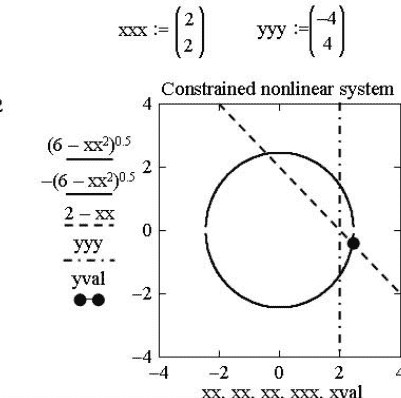 xxx := (2 2) yyy := (−4 4)
Constrained nonlinear system
2
(6 − xx²)^0.5
−(6 − xx²)^0.5
2 − xx
yyy
yval
4
2
0
−2
−4
−4 −2 0 2 4
xx, xx, xx, xxx, xval